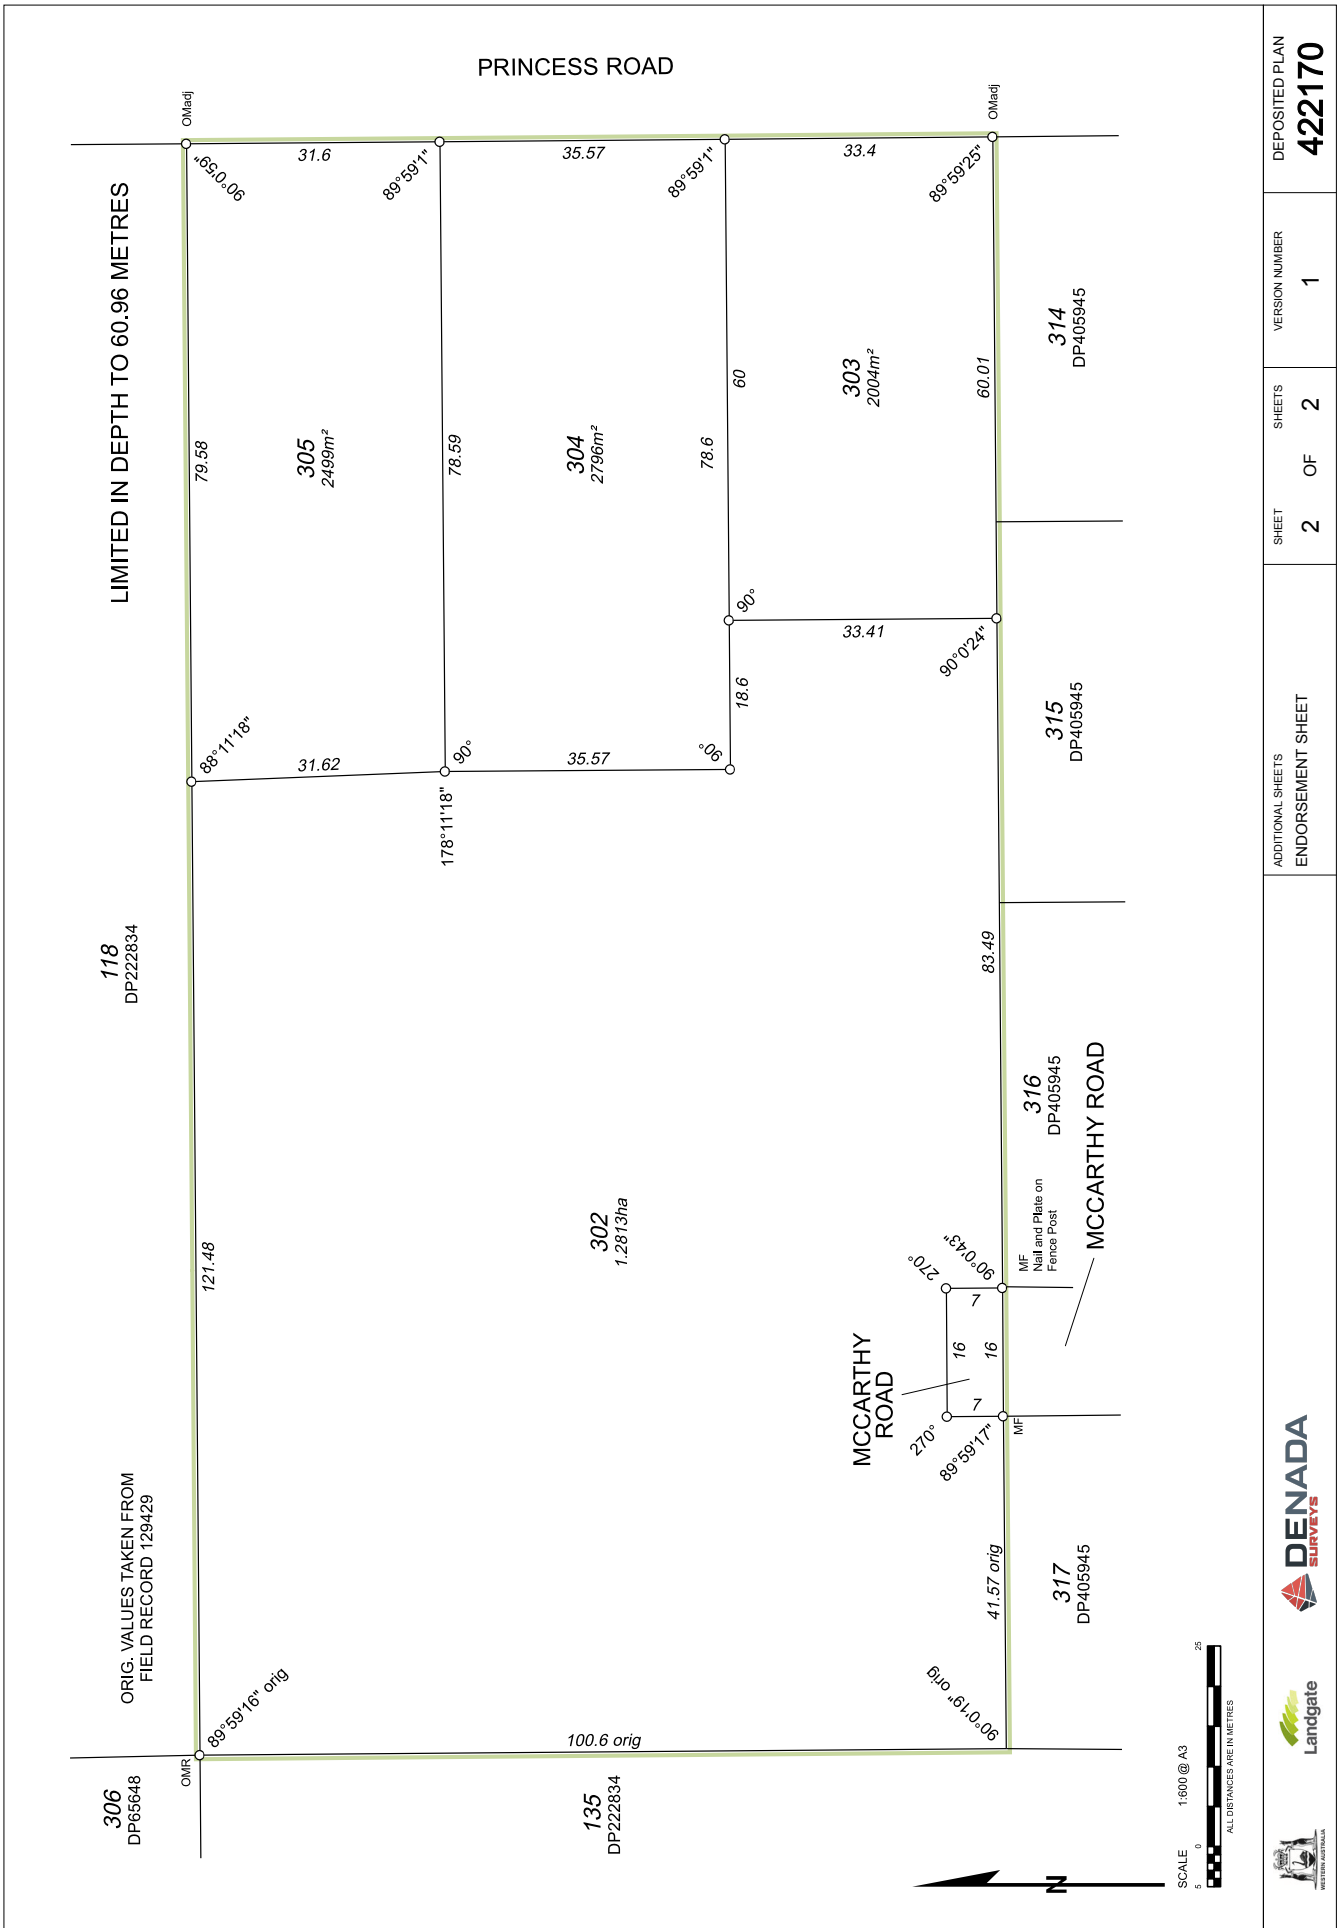 PRINCESS ROAD
LIMITED IN DEPTH TO 60.96 METRES
ORIG. VALUES TAKEN FROM
FIELD RECORD 129429
118
DP222834
306
DP65648
135
DP222834
OMR
89°59'16" orig
121.48
88°11'18"
79.58
90°0'59"
OMadj
31.6
305
2499m²
31.62
178°11'18"
90°
78.59
89°59'1"
35.57
304
2796m²
35.57
90°
18.6
78.6
89°59'1"
90°
60
33.4
303
2004m²
33.41
90°0'24"
60.01
89°59'25"
OMadj
302
1.2813ha
100.6 orig
90°0'19" orig
41.57 orig
MCCARTHY
ROAD
270°
89°59'17"
7
16
16
7
270°
90°0'43"
83.49
MF
MF
Nail and Plate on
Fence Post
MCCARTHY ROAD
317
DP405945
316
DP405945
315
DP405945
314
DP405945
N
SCALE
1:600 @ A3
5
0
25
ALL DISTANCES ARE IN METRES
WESTERN AUSTRALIA
Landgate
DENADA
SURVEYS
ADDITIONAL SHEETS
ENDORSEMENT SHEET
SHEET
SHEETS
2 OF 2
VERSION NUMBER
1
DEPOSITED PLAN
422170